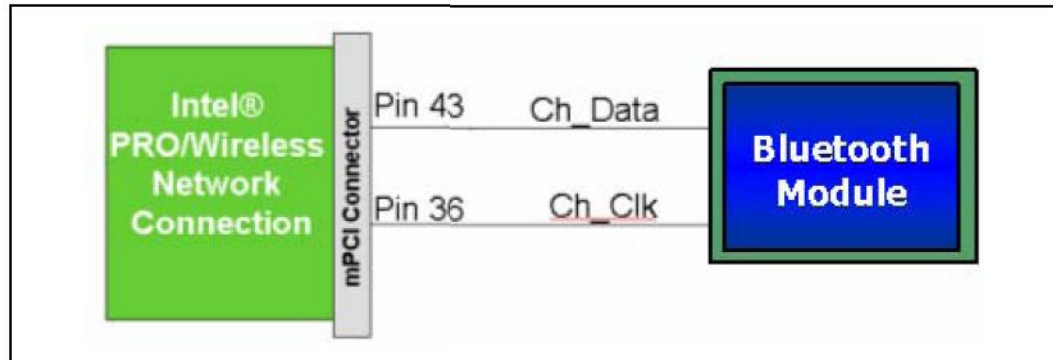 Intel®
PRO/Wireless
Network
Connection
mPCI Connector
Pin 43
Ch_Data
Pin 36
Ch_Clk
Bluetooth
Module